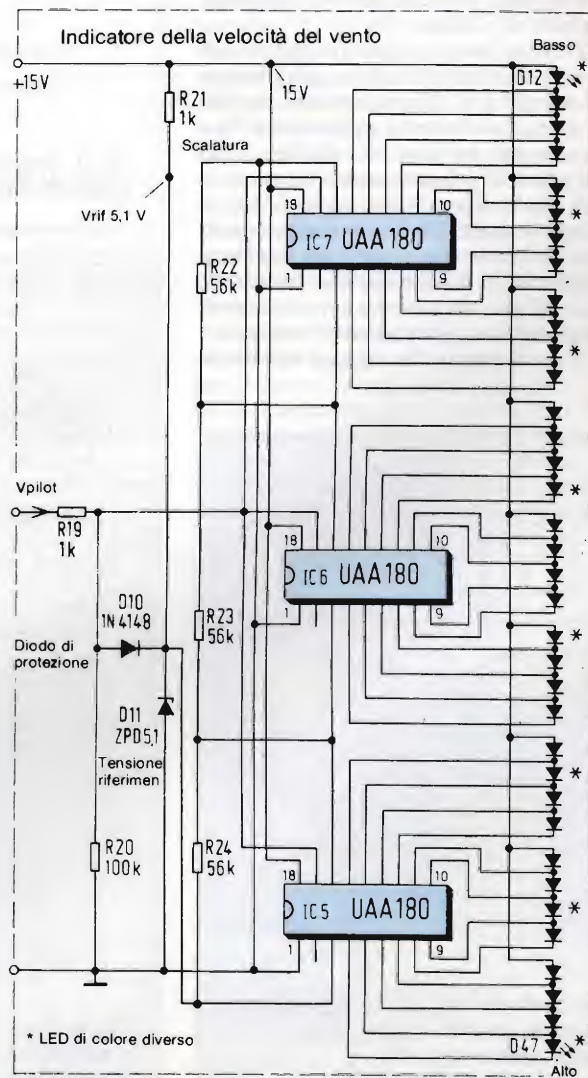 Indicatore della velocità del vento
Basso
+15V
15V
D12
*
R21
1k
Scalatura
Vrif 5,1 V
18
10
IC7 UAA180
1
9
*
R22
56k
*
Vpilot
R19
1k
*
18
10
IC6 UAA180
1
9
D10
1N4148
R23
56k
Diodo di
protezione
*
D11
ZPD5,1
Tensione
riferimen
*
R20
100k
R24
56k
18
10
IC5 UAA180
1
9
*
* LED di colore diverso
D47
*
Alto